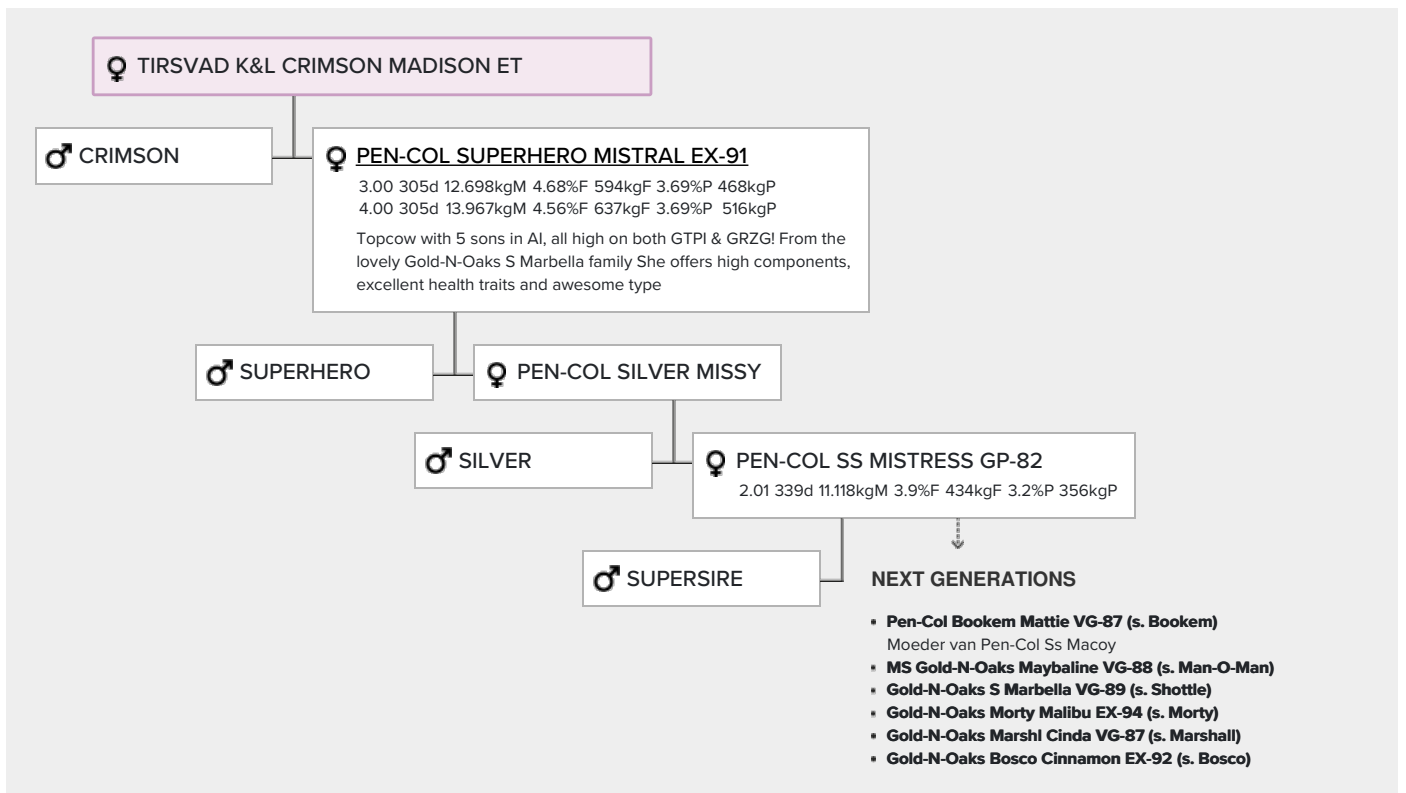 TIRSVAD K&L CRIMSON MADISON ET
CRIMSON
PEN-COL SUPERHERO MISTRAL EX-91
3.00 305d 12.698kgM 4.68%F 594kgF 3.69%P 468kgP
4.00 305d 13.967kgM 4.56%F 637kgF 3.69%P 516kgP
Topcow with 5 sons in AI, all high on both GTPI & GRZG! From the
lovely Gold-N-Oaks S Marbella family She offers high components,
excellent health traits and awesome type
SUPERHERO
PEN-COL SILVER MISSY
SILVER
PEN-COL SS MISTRESS GP-82
2.01 339d 11.118kgM 3.9%F 434kgF 3.2%P 356kgP
SUPERSIRE
NEXT GENERATIONS
Pen-Col Bookem Mattie VG-87 (s. Bookem)
Moeder van Pen-Col Ss Macoy
MS Gold-N-Oaks Maybaline VG-88 (s. Man-O-Man)
Gold-N-Oaks S Marbella VG-89 (s. Shottle)
Gold-N-Oaks Morty Malibu EX-94 (s. Morty)
Gold-N-Oaks Marshl Cinda VG-87 (s. Marshall)
Gold-N-Oaks Bosco Cinnamon EX-92 (s. Bosco)